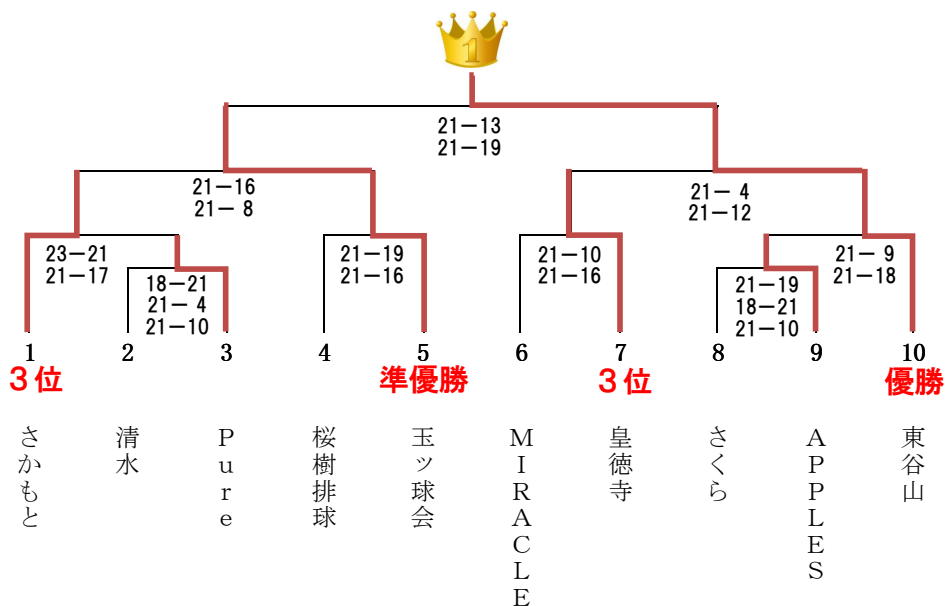 1
21－13
21－19
21－16
21－ 8
21－ 4
21－12
23－21
21－17
21－19
21－16
21－10
21－16
21－ 9
21－18
18－21
21－ 4
21－10
21－19
18－21
21－10
1 2 3 4 5 6 7 8 9 10
３位 準優勝 ３位 優勝
さかもと
清水
Ｐｕｒｅ
桜樹排球
玉ッ球会
ＭＩＲＡＣＬＥ
皇徳寺
さくら
ＡＰＰＬＥＳ
東谷山